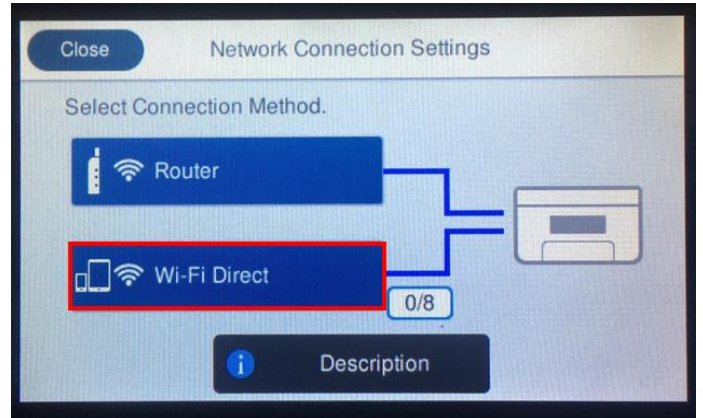 Close
Network Connection Settings
Select Connection Method.
Router
Wi-Fi Direct
0/8
i
Description